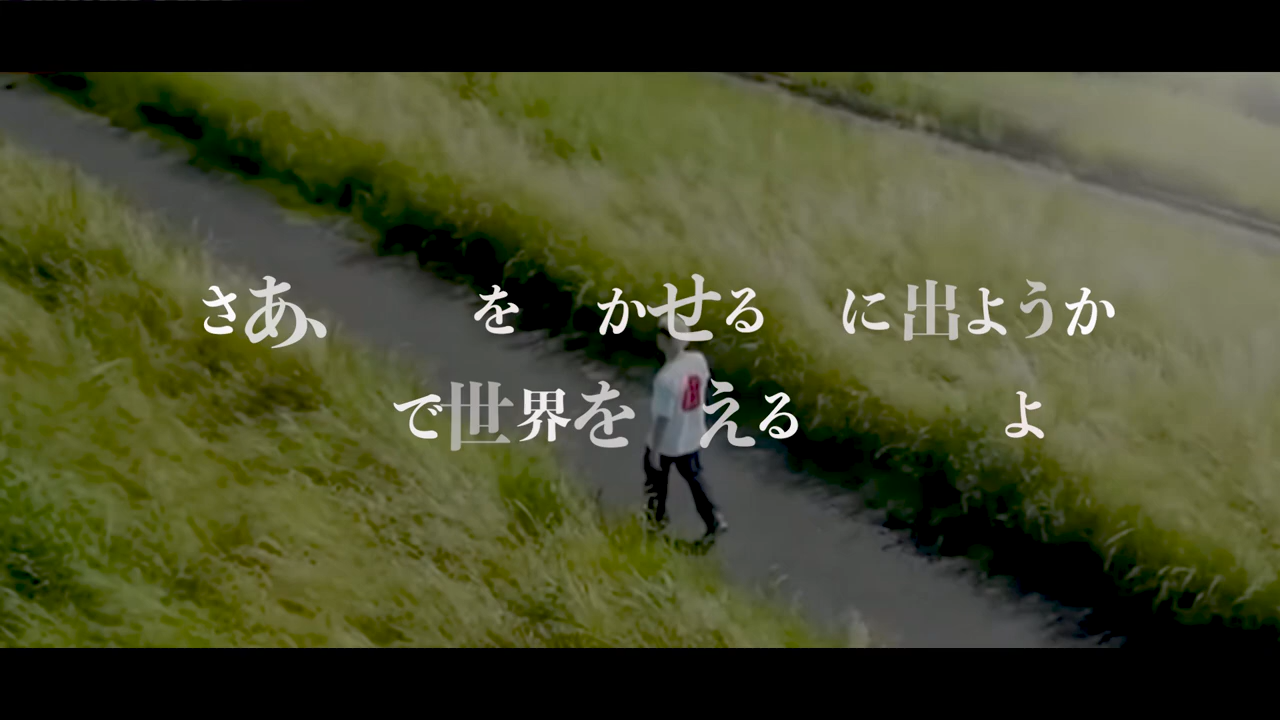 さあ、 を かせる に出ようか
で世界を える よ